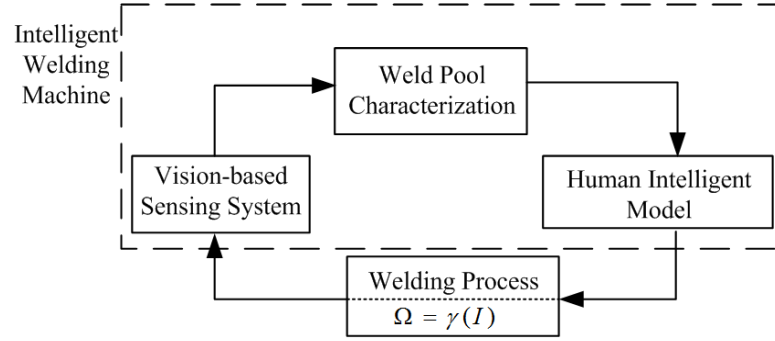 Intelligent
Welding
Machine
Weld Pool
Characterization
Vision-based
Sensing System
Human Intelligent
Model
Welding Process
Ω = γ(I)